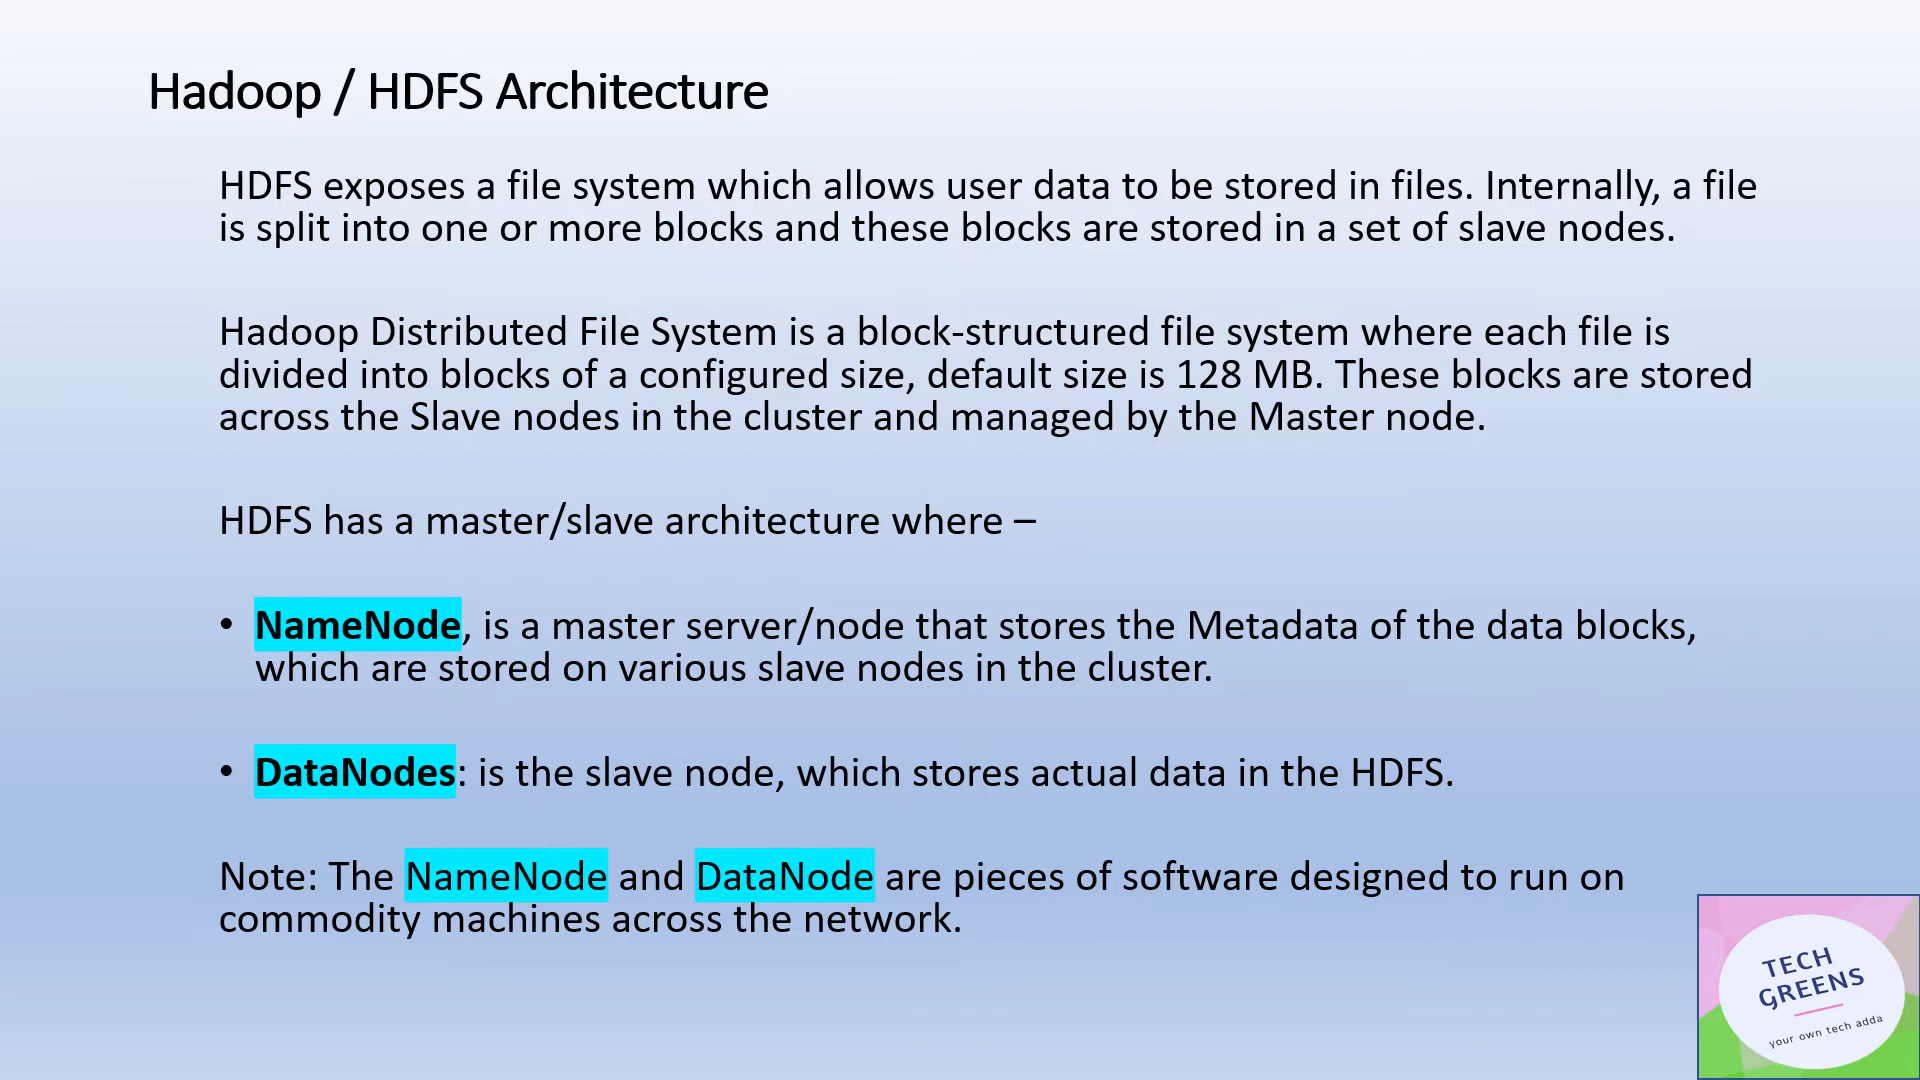 Hadoop / HDFS Architecture
HDFS exposes a file system which allows user data to be stored in files. Internally, a file
is split into one or more blocks and these blocks are stored in a set of slave nodes.
Hadoop Distributed File System is a block-structured file system where each file is
divided into blocks of a configured size, default size is 128 MB. These blocks are stored
across the Slave nodes in the cluster and managed by the Master node.
HDFS has a master/slave architecture where –
• NameNode, is a master server/node that stores the Metadata of the data blocks,
which are stored on various slave nodes in the cluster.
• DataNodes: is the slave node, which stores actual data in the HDFS.
Note: The NameNode and DataNode are pieces of software designed to run on
commodity machines across the network.
TECH
GREENS
your own tech adda